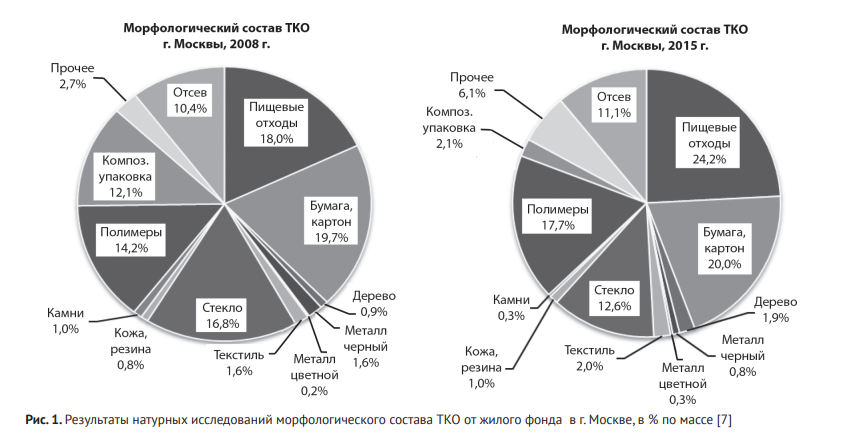 Морфологический состав ТКО
г. Москвы, 2008 г.
Прочее
2,7%
Отсев
10,4%
Пищевые
отходы
18,0%
Композ.
упаковка
12,1%
Бумага,
картон
19,7%
Полимеры
14,2%
Камни
1,0%
Кожа,
резина
0,8%
Стекло
16,8%
Текстиль
1,6%
Металл
цветной
0,2%
Металл
черный
1,6%
Дерево
0,9%
Морфологический состав ТКО
г. Москвы, 2015 г.
Прочее
6,1%
Отсев
11,1%
Пищевые
отходы
24,2%
Композ.
упаковка
2,1%
Полимеры
17,7%
Бумага,
картон
20,0%
Камни
0,3%
Кожа,
резина
1,0%
Стекло
12,6%
Текстиль
2,0%
Металл
цветной
0,3%
Металл
черный
0,8%
Дерево
1,9%
Рис. 1. Результаты натурных исследований морфологического состава ТКО от жилого фонда в г. Москве, в % по массе [7]